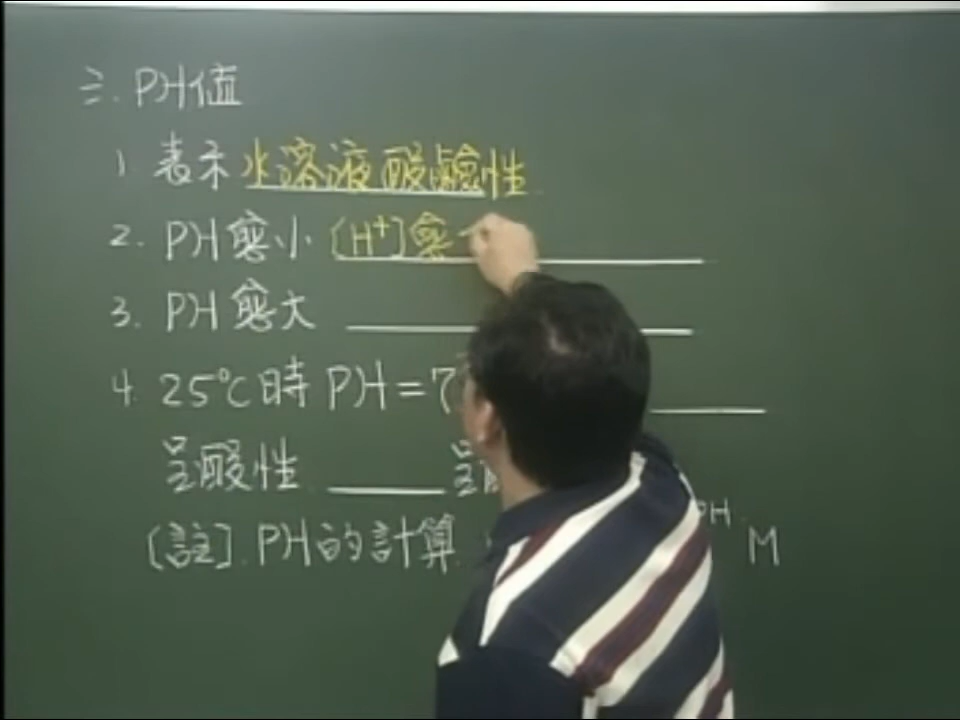 三. PH值
1 表示水溶液酸鹼性
2. PH愈小 [H⁺]愈
3. PH愈大
4. 25°C時 PH=7
呈酸性 呈
[註]. PH的計算 PH M